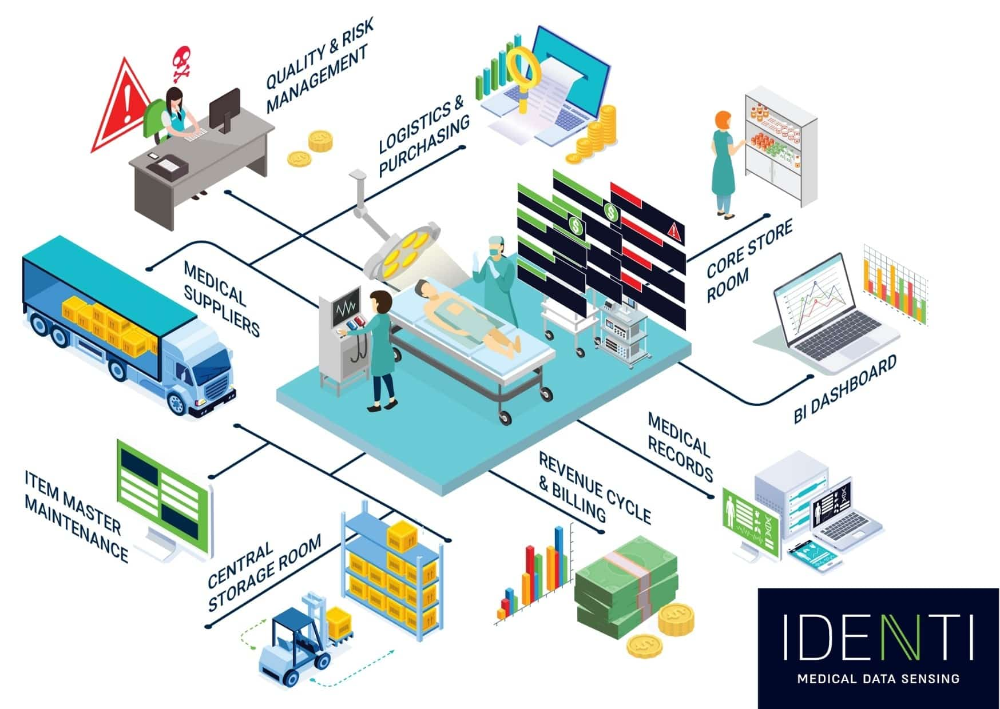 QUALITY & RISK
MANAGEMENT
LOGISTICS &
PURCHASING
CORE STORE
ROOM
MEDICAL
SUPPLIERS
BI DASHBOARD
MEDICAL
RECORDS
REVENUE CYCLE
& BILLING
ITEM MASTER
MAINTENANCE
CENTRAL
STORAGE ROOM
IDENTI
MEDICAL DATA SENSING